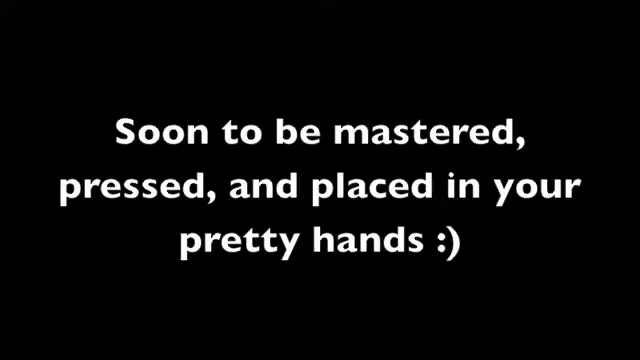 Soon to be mastered,
pressed, and placed in your
pretty hands :)